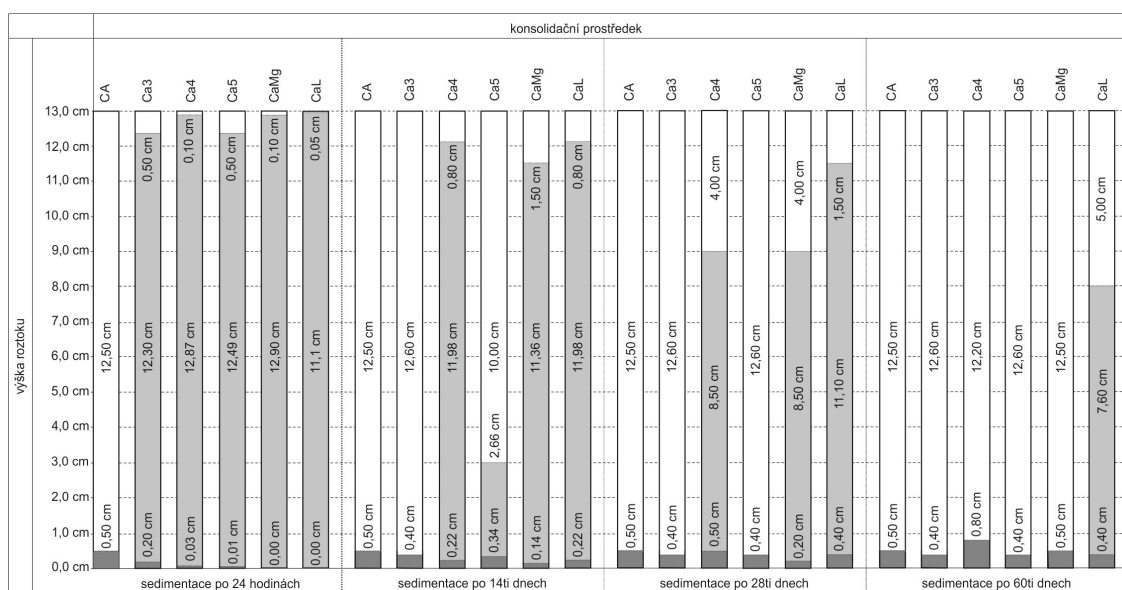 konsolidační prostředek
výška roztoku
CA Ca3 Ca4 Ca5 CaMg CaL CA Ca3 Ca4 Ca5 CaMg CaL CA Ca3 Ca4 Ca5 CaMg CaL CA Ca3 Ca4 Ca5 CaMg CaL
13,0 cm
12,0 cm
11,0 cm
10,0 cm
9,0 cm
8,0 cm
7,0 cm
6,0 cm
5,0 cm
4,0 cm
3,0 cm
2,0 cm
1,0 cm
0,0 cm
0,50 cm 0,10 cm 0,50 cm 0,10 cm 0,05 cm
12,50 cm 12,30 cm 12,87 cm 12,49 cm 12,90 cm 11,1 cm
0,50 cm 0,20 cm 0,03 cm 0,01 cm 0,00 cm 0,00 cm
sedimentace po 24 hodinách
0,80 cm 1,50 cm 0,80 cm
12,50 cm 12,60 cm 11,98 cm 10,00 cm 11,36 cm 11,98 cm
2,66 cm
0,50 cm 0,40 cm 0,22 cm 0,34 cm 0,14 cm 0,22 cm
sedimentace po 14ti dnech
4,00 cm 4,00 cm 1,50 cm
12,50 cm 12,60 cm 8,50 cm 12,60 cm 8,50 cm 11,10 cm
0,50 cm 0,40 cm 0,50 cm 0,40 cm 0,20 cm 0,40 cm
sedimentace po 28ti dnech
5,00 cm
12,50 cm 12,60 cm 12,20 cm 12,60 cm 12,50 cm 7,60 cm
0,50 cm 0,40 cm 0,80 cm 0,40 cm 0,50 cm 0,40 cm
sedimentace po 60ti dnech